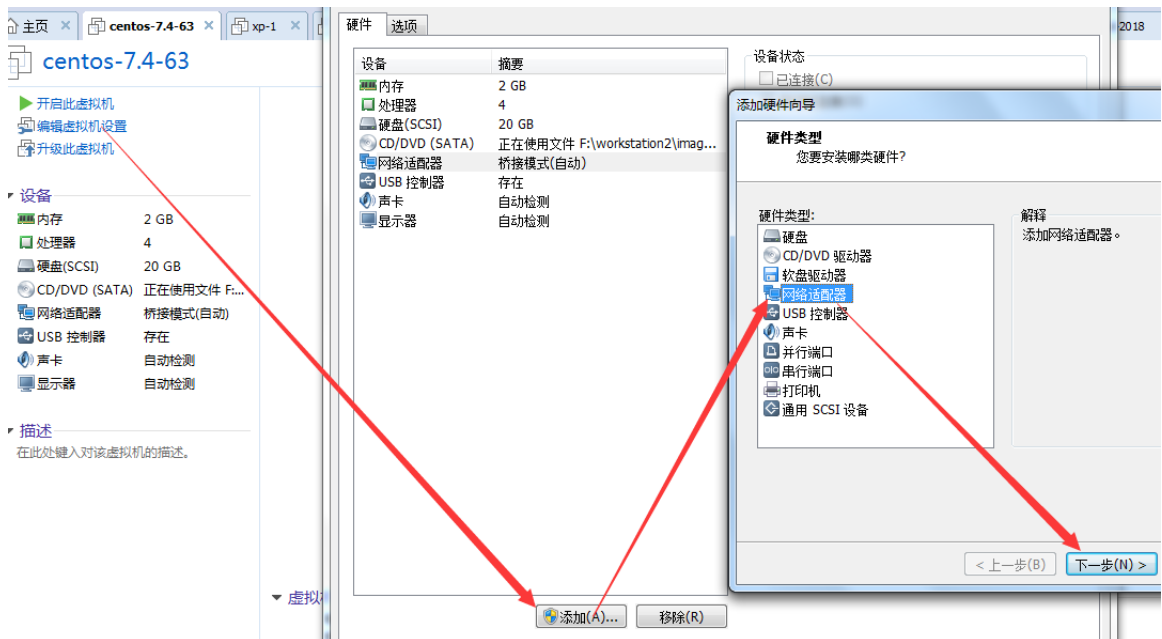 主页 × centos-7.4-63 × xp-1 ×
centos-7.4-63
开启此虚拟机
编辑虚拟机设置
升级此虚拟机
设备
内存 2 GB
处理器 4
硬盘(SCSI) 20 GB
CD/DVD (SATA) 正在使用文件 F:...
网络适配器 桥接模式(自动)
USB 控制器 存在
声卡 自动检测
显示器 自动检测
描述
在此处键入对该虚拟机的描述。
虚拟
硬件 选项
设备 摘要
内存 2 GB
处理器 4
硬盘(SCSI) 20 GB
CD/DVD (SATA) 正在使用文件 F:\workstation2\imag...
网络适配器 桥接模式(自动)
USB 控制器 存在
声卡 自动检测
显示器 自动检测
添加(A)... 移除(R)
设备状态
已连接(C)
2018
添加硬件向导
硬件类型
您要安装哪类硬件?
硬件类型:
硬盘
CD/DVD 驱动器
软盘驱动器
网络适配器
USB 控制器
声卡
并行端口
串行端口
打印机
通用 SCSI 设备
解释
添加网络适配器。
< 上一步(B) 下一步(N) >